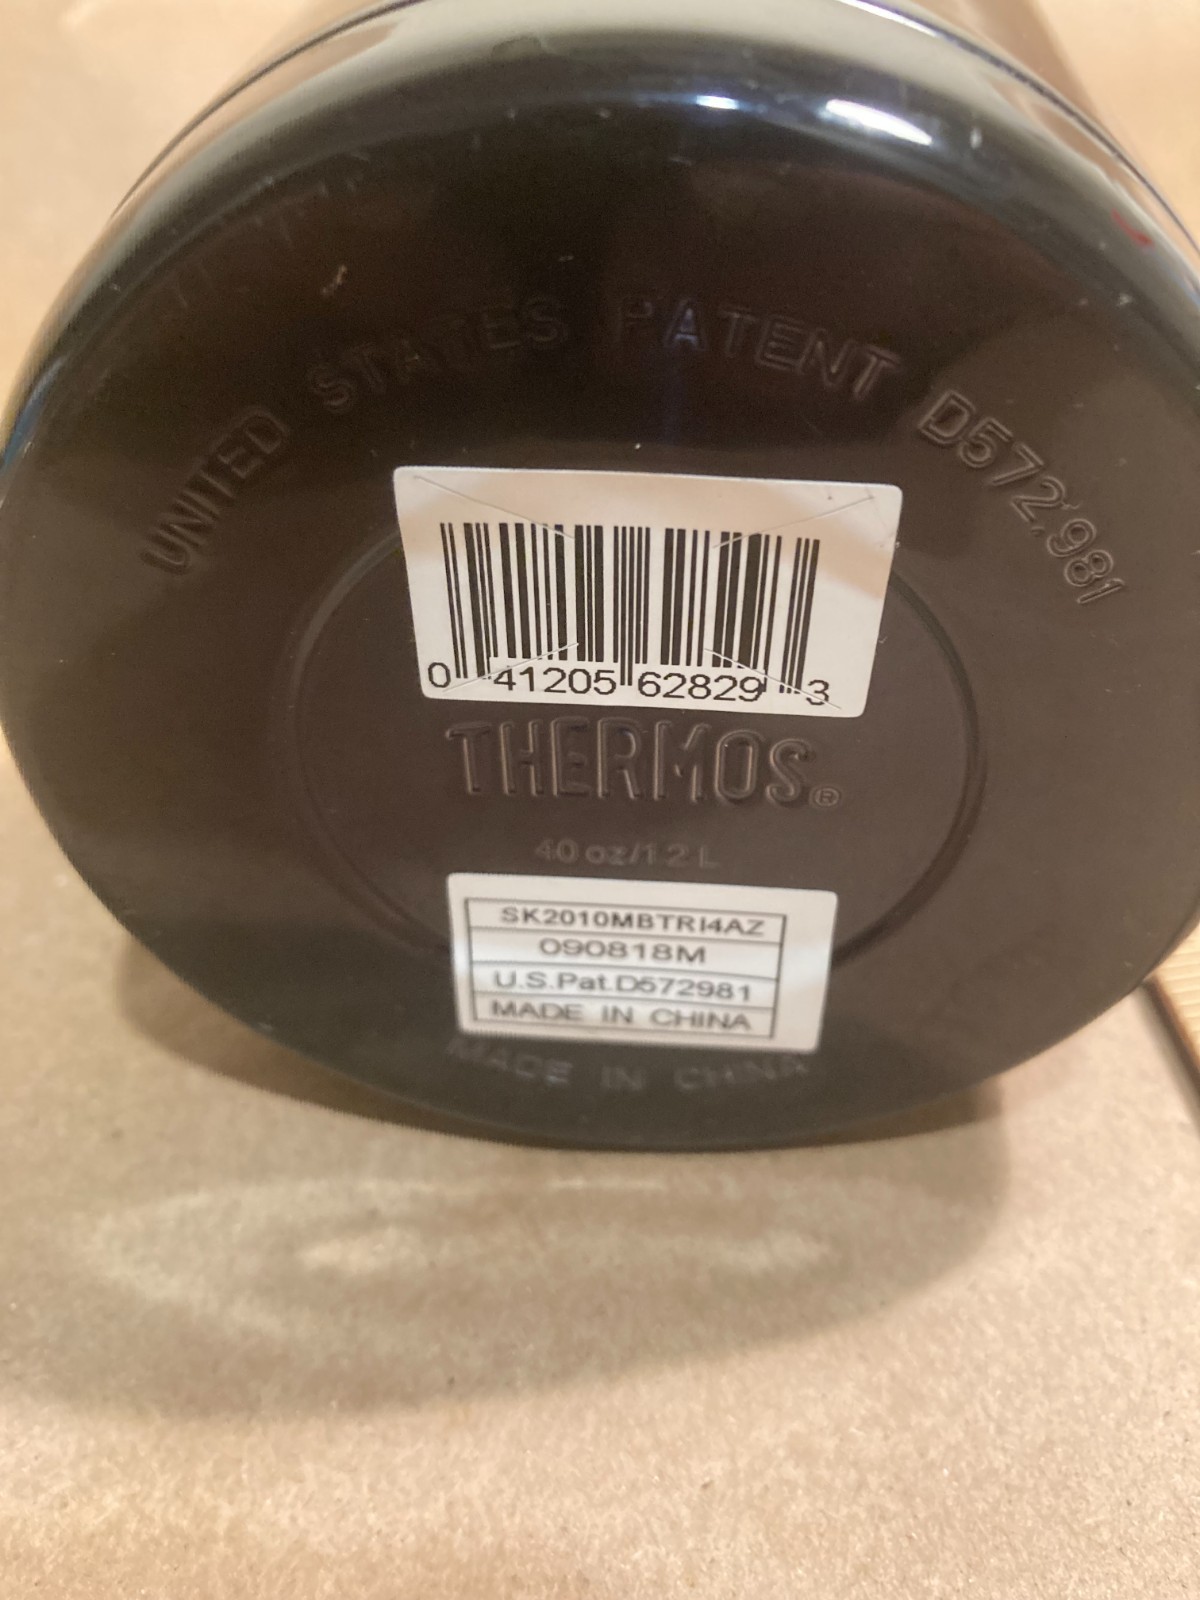 UNITED STATES PATENT D572,981
0 41205 62829 3
THERMOS®
40 oz/1.2 L
SK2010MBTRI4AZ
090818M
U.S.Pat.D572981
MADE IN CHINA
MADE IN CHINA